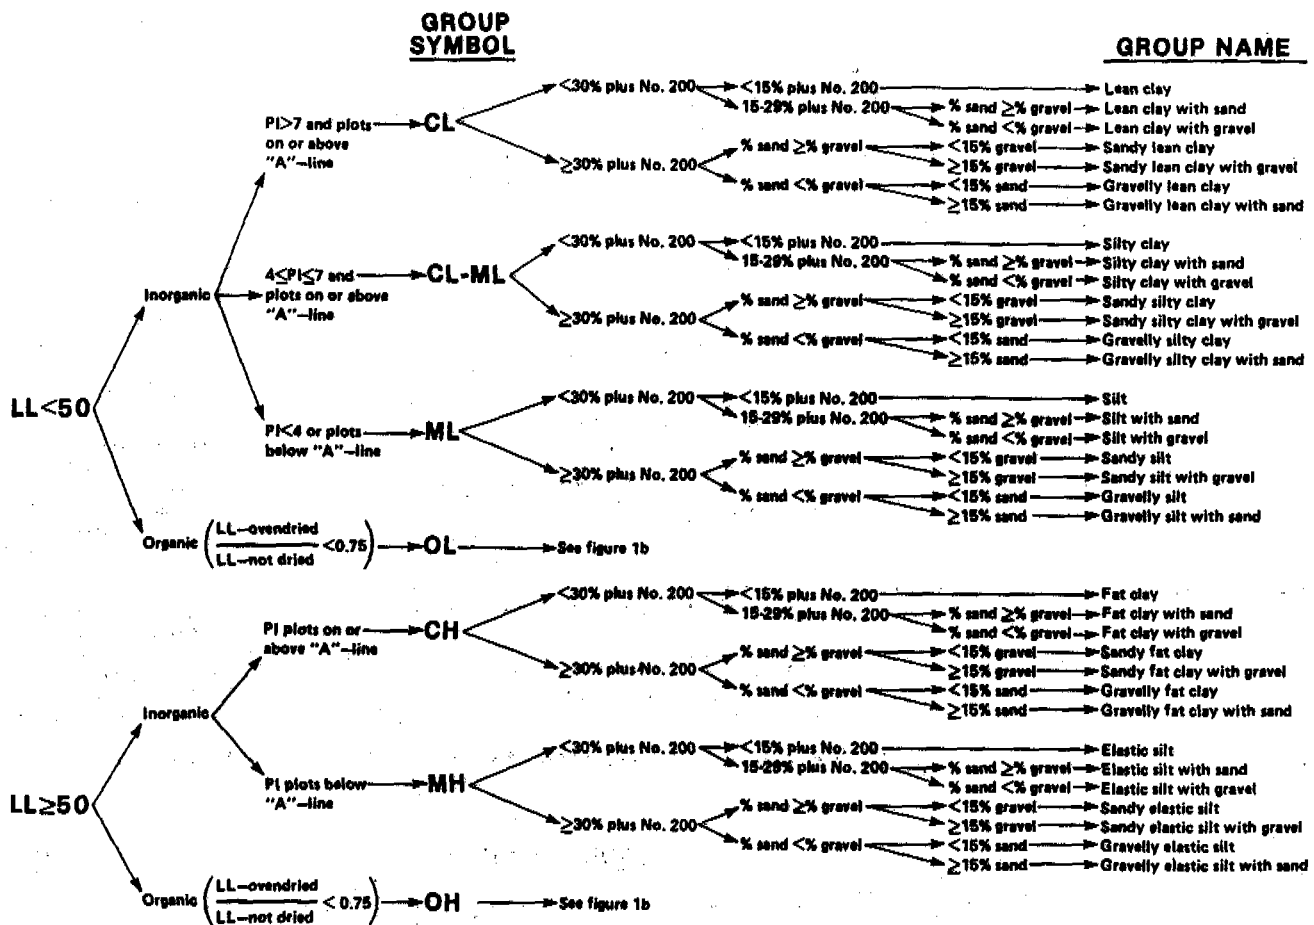 GROUP
SYMBOL
GROUP NAME
<30% plus No. 200
<15% plus No. 200
Lean clay
15-29% plus No. 200
% sand ≥% gravel
Lean clay with sand
% sand <% gravel
Lean clay with gravel
PI>7 and plots
on or above
"A"—line
CL
≥30% plus No. 200
% sand ≥% gravel
<15% gravel
Sandy lean clay
≥15% gravel
Sandy lean clay with gravel
% sand <% gravel
<15% sand
Gravelly lean clay
≥15% sand
Gravelly lean clay with sand
<30% plus No. 200
<15% plus No. 200
Silty clay
15-29% plus No. 200
% sand ≥% gravel
Silty clay with sand
% sand <% gravel
Silty clay with gravel
Inorganic
4≤PI≤7 and
plots on or above
"A"—line
CL-ML
≥30% plus No. 200
% sand ≥% gravel
<15% gravel
Sandy silty clay
≥15% gravel
Sandy silty clay with gravel
% sand <% gravel
<15% sand
Gravelly silty clay
≥15% sand
Gravelly silty clay with sand
LL<50
<30% plus No. 200
<15% plus No. 200
Silt
15-29% plus No. 200
% sand ≥% gravel
Silt with sand
% sand <% gravel
Silt with gravel
PI<4 or plots
below "A"—line
ML
≥30% plus No. 200
% sand ≥% gravel
<15% gravel
Sandy silt
≥15% gravel
Sandy silt with gravel
% sand <% gravel
<15% sand
Gravelly silt
≥15% sand
Gravelly silt with sand
Organic
LL—ovendried
LL—not dried
<0.75
OL
See figure 1b
<30% plus No. 200
<15% plus No. 200
Fat clay
15-29% plus No. 200
% sand ≥% gravel
Fat clay with sand
% sand <% gravel
Fat clay with gravel
PI plots on or
above "A"—line
CH
≥30% plus No. 200
% sand ≥% gravel
<15% gravel
Sandy fat clay
≥15% gravel
Sandy fat clay with gravel
% sand <% gravel
<15% sand
Gravelly fat clay
≥15% sand
Gravelly fat clay with sand
Inorganic
LL≥50
<30% plus No. 200
<15% plus No. 200
Elastic silt
15-29% plus No. 200
% sand ≥% gravel
Elastic silt with sand
% sand <% gravel
Elastic silt with gravel
PI plots below
"A"—line
MH
≥30% plus No. 200
% sand ≥% gravel
<15% gravel
Sandy elastic silt
≥15% gravel
Sandy elastic silt with gravel
% sand <% gravel
<15% sand
Gravelly elastic silt
≥15% sand
Gravelly elastic silt with sand
Organic
LL—ovendried
LL—not dried
< 0.75
OH
See figure 1b